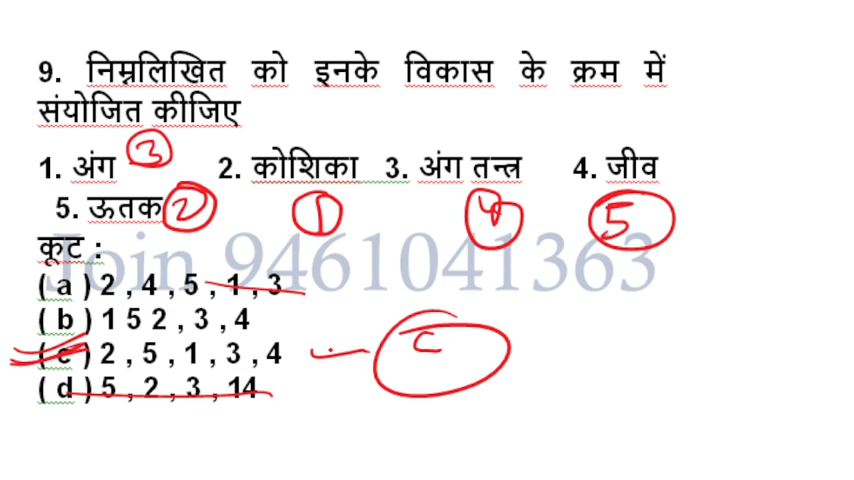 9. निम्नलिखित को इनके विकास के क्रम में
संयोजित कीजिए
1. अंग 3 2. कोशिका 3. अंग तन्त्र 4. जीव
5. ऊतक 2 1 4 5
कूट :
Join 9461041363
( a ) 2 , 4 , 5 , 1 , 3
( b ) 1 5 2 , 3 , 4
( c ) 2 , 5 , 1 , 3 , 4 c
( d ) 5 , 2 , 3 , 14